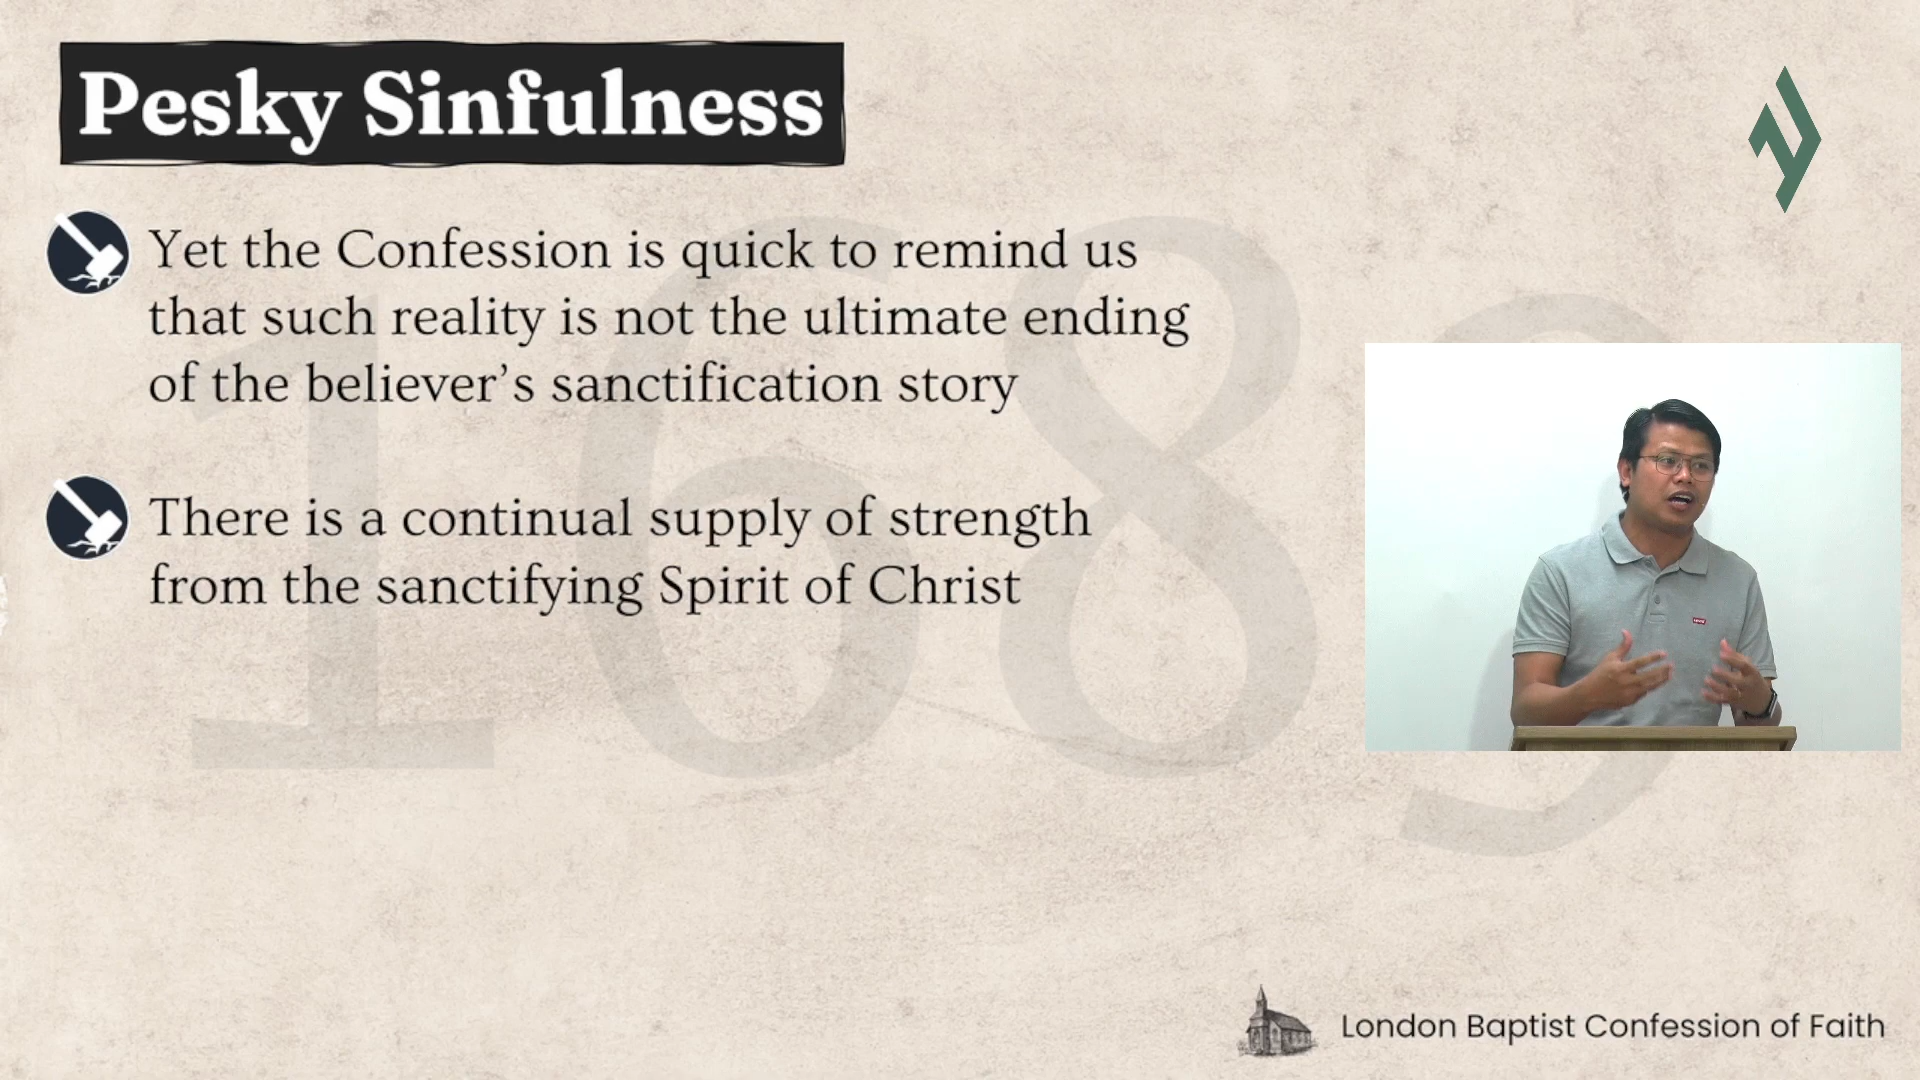 Pesky Sinfulness
Yet the Confession is quick to remind us
that such reality is not the ultimate ending
of the believer’s sanctification story
There is a continual supply of strength
from the sanctifying Spirit of Christ
1689
London Baptist Confession of Faith